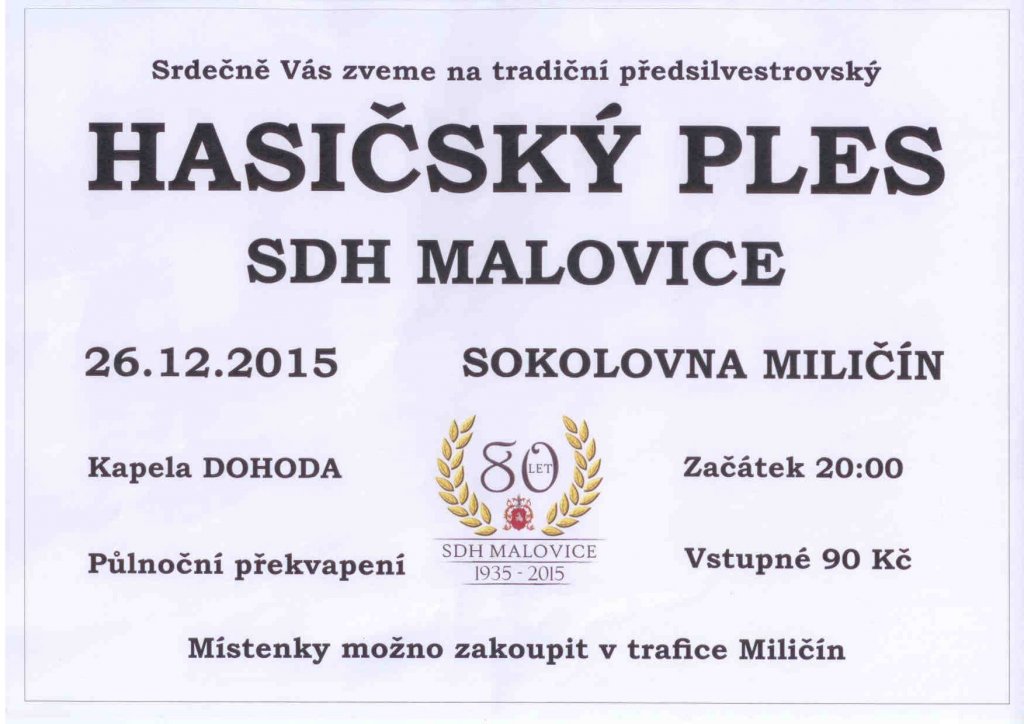 Srdečně Vás zveme na tradiční předsilvestrovský
HASIČSKÝ PLES
SDH MALOVICE
26.12.2015 SOKOLOVNA MILIČÍN
Kapela DOHODA
80 LET
Začátek 20:00
Půlnoční překvapení
SDH MALOVICE
1935 - 2015
Vstupné 90 Kč
Místenky možno zakoupit v trafice Miličín